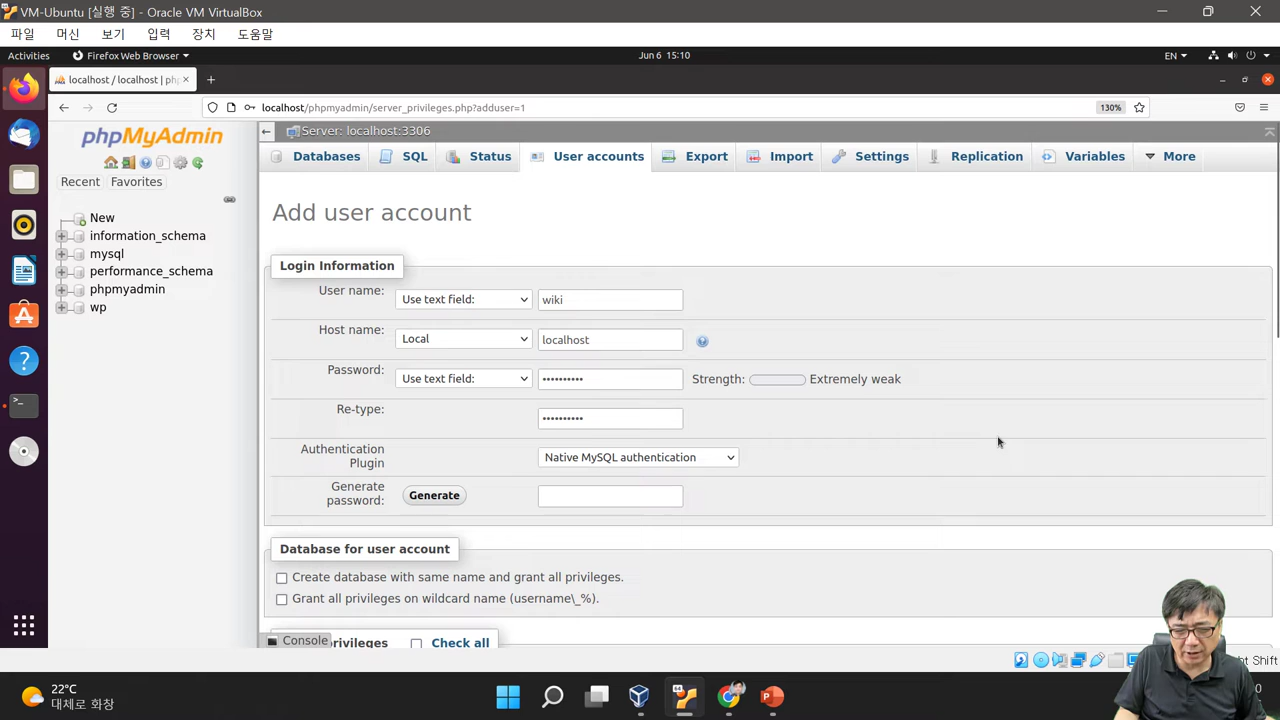 VM-Ubuntu [실행 중] - Oracle VM VirtualBox
파일 머신 보기 입력 장치 도움말
Activities Firefox Web Browser Jun 6 15:10 EN
localhost / localhost | ph
localhost/phpmyadmin/server_privileges.php?adduser=1 130%
phpMyAdmin
Recent Favorites
New
information_schema
mysql
performance_schema
phpmyadmin
wp
Server: localhost:3306
Databases SQL Status User accounts Export Import Settings Replication Variables More
Add user account
Login Information
User name: Use text field: wiki
Host name: Local localhost
Password: Use text field: •••••••••• Strength: Extremely weak
Re-type: ••••••••••
Authentication
Plugin Native MySQL authentication
Generate
password: Generate
Database for user account
Create database with same name and grant all privileges.
Grant all privileges on wildcard name (username\_%).
Console
privileges Check all
Shift
22°C
대체로 화창